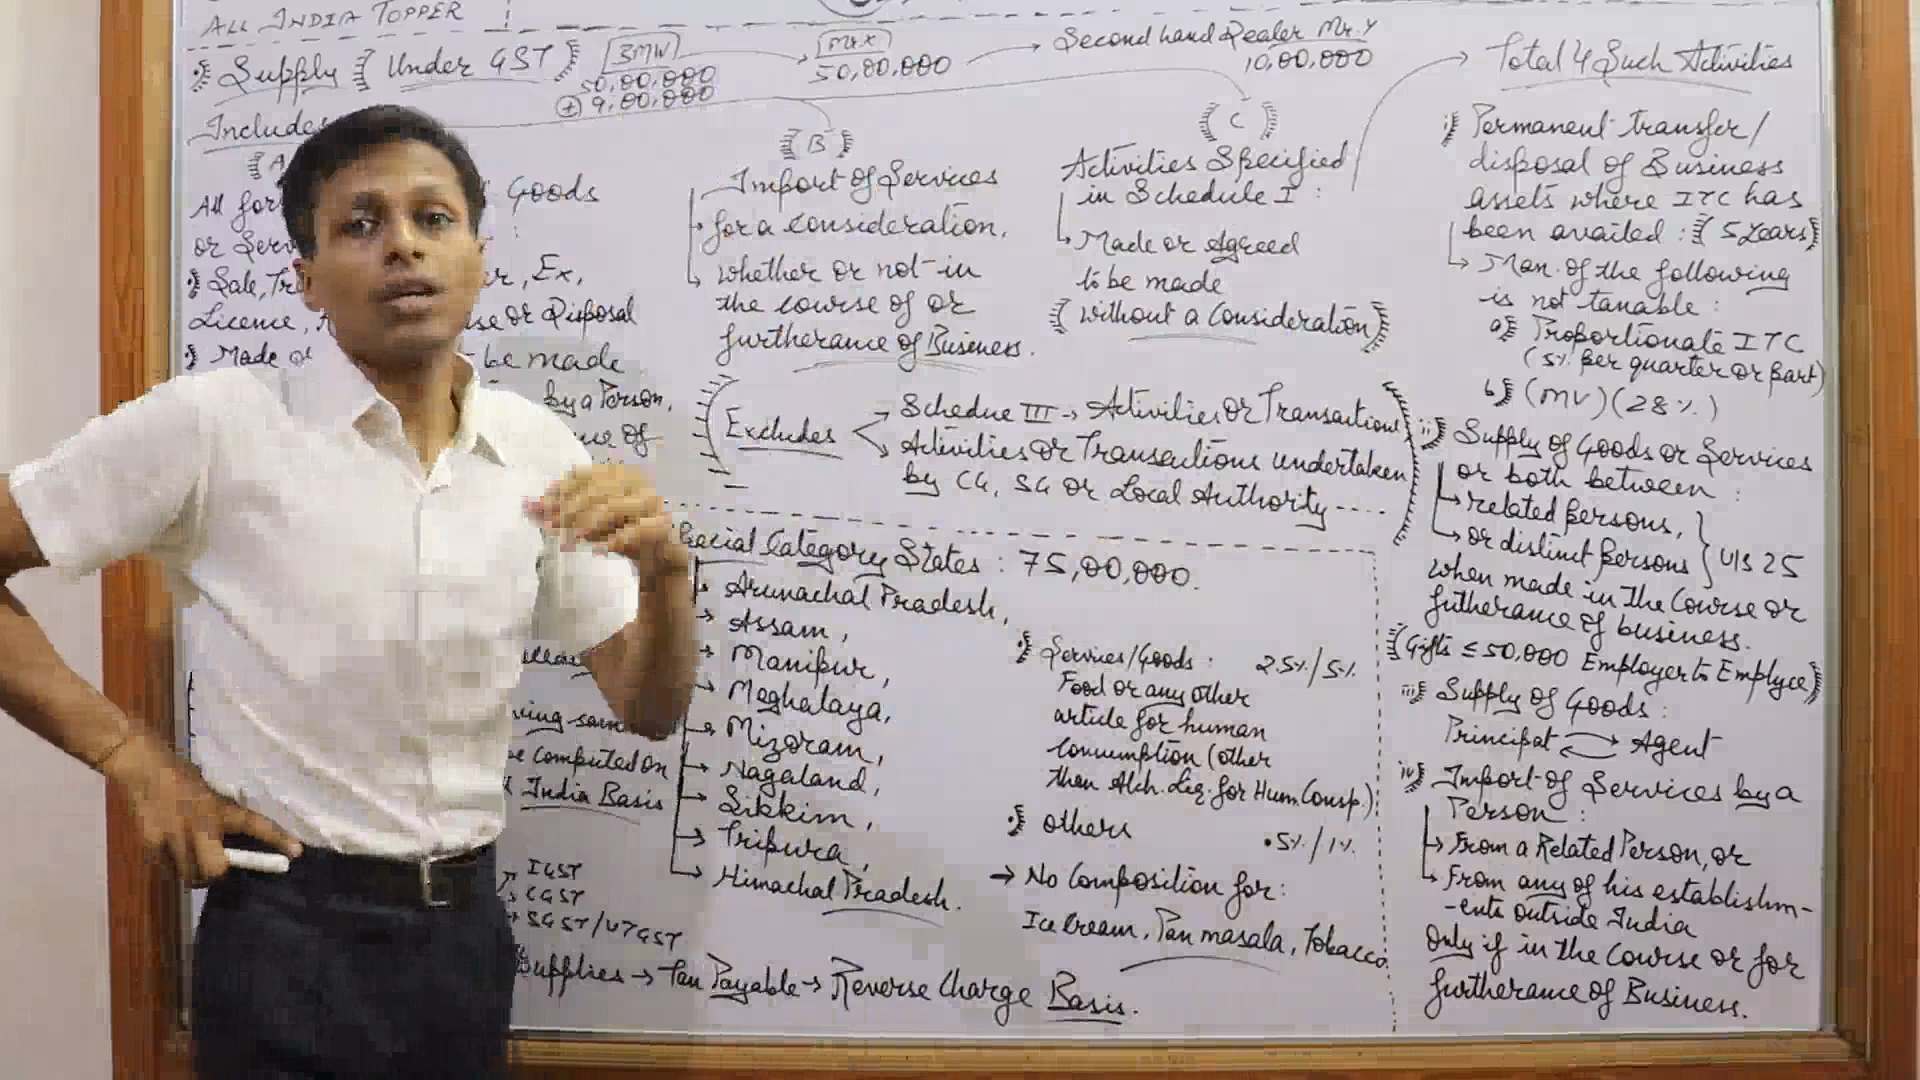 ALL INDIA TOPPER
Supply Under GST
BMW
50,00,000
+ 9,00,000
Mr X
50,00,000
Second hand Dealer Mr. Y
10,00,000
Total 4 Such Activities
Includes
A
Goods
All for
or Serv
Sale, Tr
er, Ex,
Licence,
se or Disposal
Made o
be made
by a Person,
of
B
Import of Services
for a consideration,
whether or not in
the course of or
furtherance of Business.
C
Activities Specified
in Schedule I :
Made or Agreed
to be made
(without a Consideration)
Excludes
Schedue III → Activities or Transactions
Activities or Transactions undertaken
by CG, SG or Local Authority ----
Special Category States : 75,00,000.
Arunachal Pradesh,
Assam,
Manipur,
Meghalaya,
Mizoram,
Nagaland,
Sikkim,
Tripura,
Himachal Pradesh.
be Computed on
India Basis
IGST
CGST
SGST/UTGST
Supplies → Tax Payable → Reverse Charge Basis.
Services/Goods : 2.5%/5%
Food or any other
article for human
Consumption (other
than Alch. Liq. for Hum. Consp.)
others .5%/1%
→ No Composition for:
Ice Cream, Pan masala, Tobacco
i) Permanent transfer/
disposal of Business
assets where ITC has
been availed : (5 Years)
Max. of the following
is not taxable :
a) Proportionate ITC
(5% per quarter or part)
b) (MV) (28%)
ii) Supply of Goods or Services
or both between :
related persons,
or distinct persons } U/S 25
when made in the Course or
futherance of business.
(Gifts ≤ 50,000 Employer to Emplyee)
iii) Supply of Goods :
Principal ⇄ Agent
iv) Import of Services by a
Person :
From a Related Person, or
From any of his establishm-
-ents outside India
Only if in the Course or for
furtherance of Business.